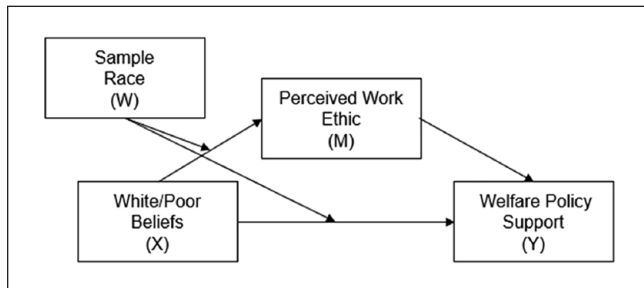 Sample
Race
(W)
Perceived Work
Ethic
(M)
White/Poor
Beliefs
(X)
Welfare Policy
Support
(Y)